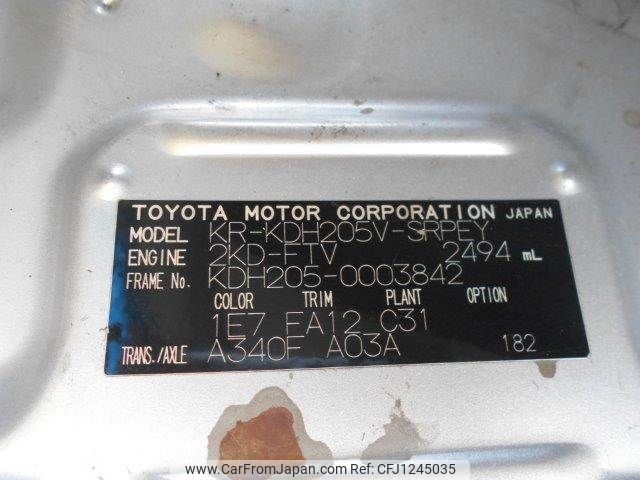 TOYOTA MOTOR CORPORATION JAPAN
MODEL KR-KDH205V-SRPEY
ENGINE 2KD-FTV 2494 mL
FRAME No. KDH205-0003842
COLOR TRIM PLANT OPTION
1E7 FA12 C31
TRANS./AXLE A340F A03A 182
www.CarFromJapan.com • Ref No. CFJ1245035